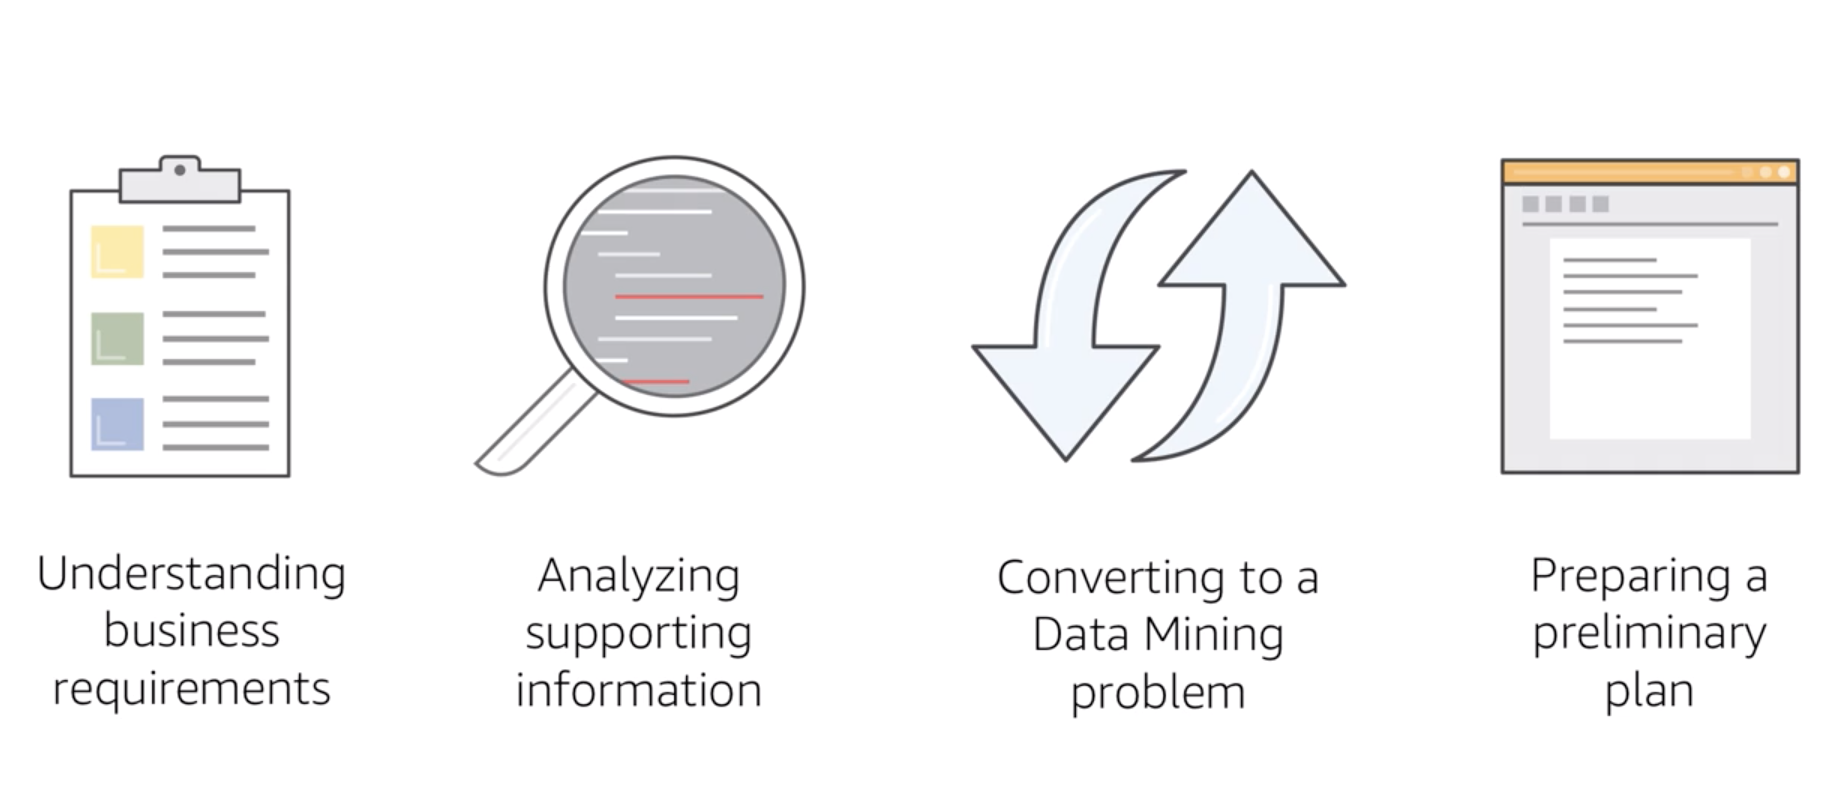 Understanding
business
requirements
Analyzing
supporting
information
Converting to a
Data Mining
problem
Preparing a
preliminary
plan